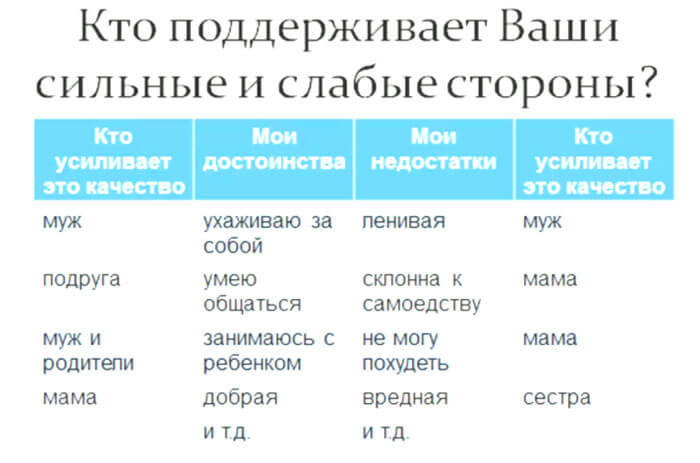 Кто поддерживает Ваши
сильные и слабые стороны?
Кто усиливает это качество | Мои достоинства | Мои недостатки | Кто усиливает это качество
муж | ухаживаю за собой | ленивая | муж
подруга | умею общаться | склонна к самоедству | мама
муж и родители | занимаюсь с ребенком | не могу похудеть | мама
мама | добрая | вредная | сестра
и т.д. | и т.д.